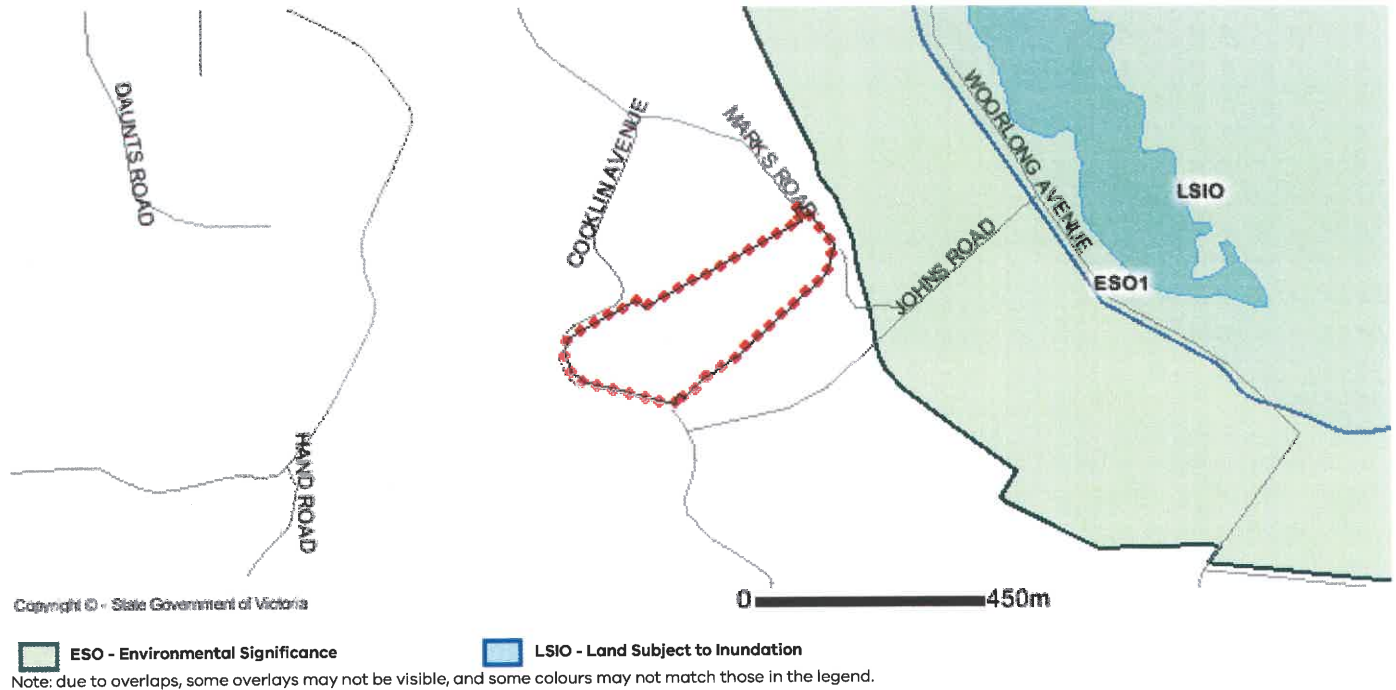 DAUNTS ROAD
COCKLIN AVENUE
MARKS ROAD
WOORLONG AVENUE
LSIO
JOHNS ROAD
ESO1
HAND ROAD
Copyright © - State Government of Victoria
0 450m
ESO - Environmental Significance
LSIO - Land Subject to Inundation
Note: due to overlaps, some overlays may not be visible, and some colours may not match those in the legend.